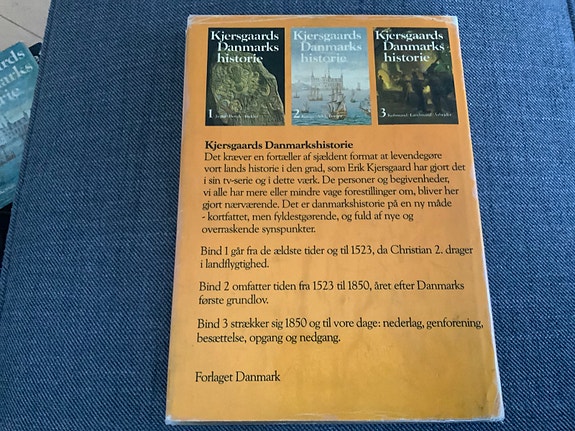 Kjersgaards
Danmarks
historie
1
Kjersgaards
Danmarks
historie
2
Kjersgaards
Danmarks
historie
3
Kjersgaards Danmarkshistorie
Det kræver en fortæller af sjældent format at levendegøre
vort lands historie i den grad, som Erik Kjersgaard har gjort det
i sin tv-serie og i dette værk. De personer og begivenheder,
vi alle har mere eller mindre vage forestillinger om, bliver her
gjort nærværende. Det er danmarkshistorie på en ny måde
- kortfattet, men fyldestgørende, og fuld af nye og
overraskende synspunkter.
Bind 1 går fra de ældste tider og til 1523, da Christian 2. drager
i landflygtighed.
Bind 2 omfatter tiden fra 1523 til 1850, året efter Danmarks
første grundlov.
Bind 3 strækker sig 1850 og til vore dage: nederlag, genforening,
besættelse, opgang og nedgang.
Forlaget Danmark